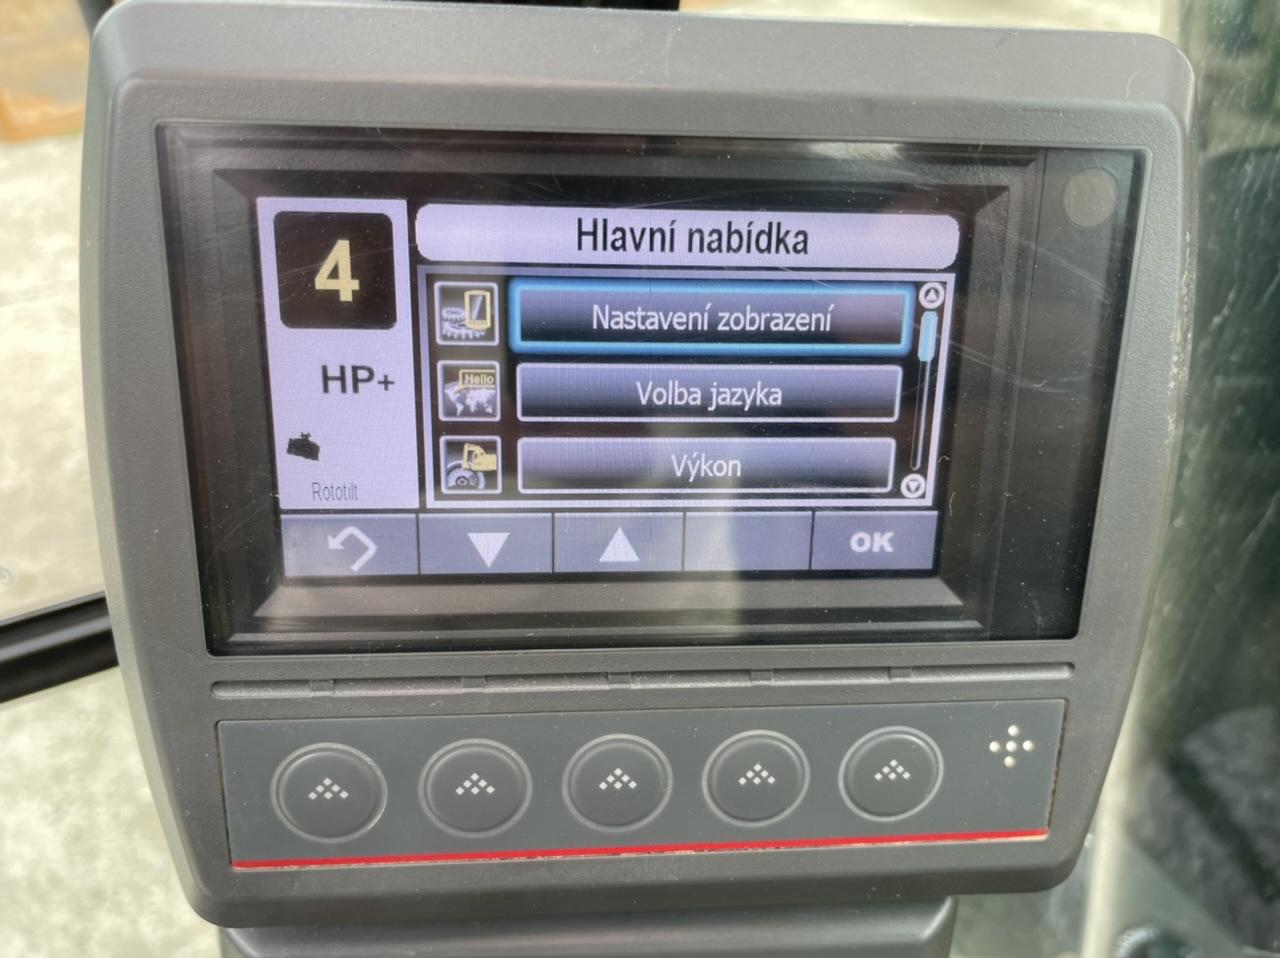 4
Hlavní nabídka
Nastavení zobrazení
HP+
Hello
Volba jazyka
Výkon
Rototilt
OK